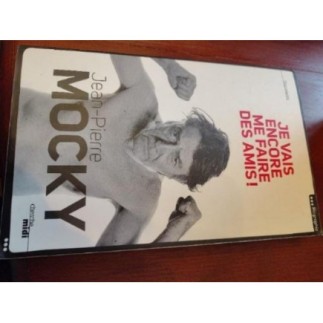 Jean-Pierre
MOCKY
JE VAIS
ENCORE
ME FAIRE
DES AMIS!
cherche
midi